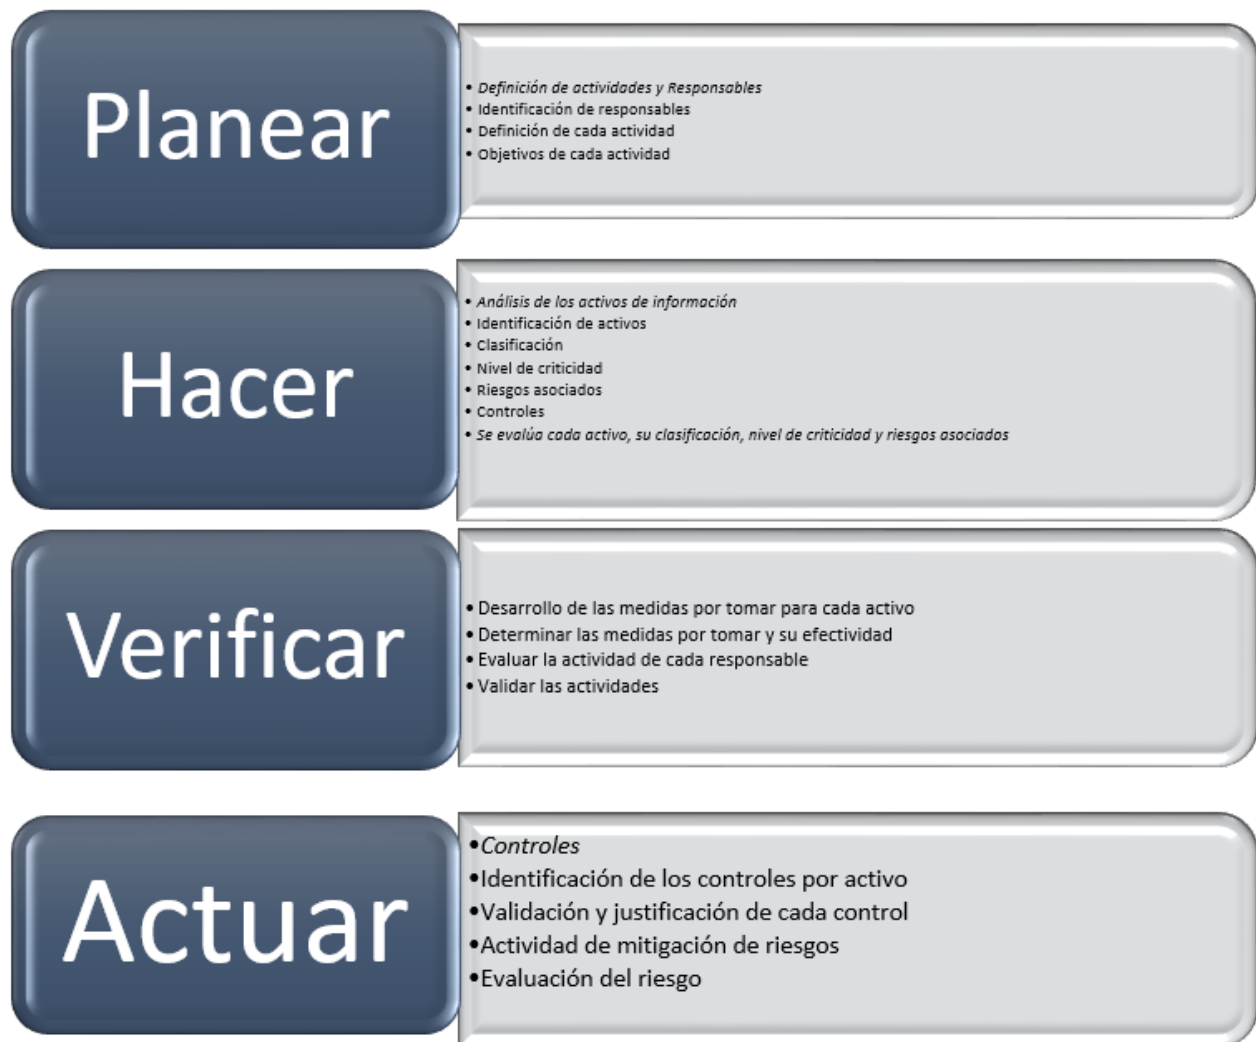 Planear
• Definición de actividades y Responsables
• Identificación de responsables
• Definición de cada actividad
• Objetivos de cada actividad
Hacer
• Análisis de los activos de información
• Identificación de activos
• Clasificación
• Nivel de criticidad
• Riesgos asociados
• Controles
• Se evalúa cada activo, su clasificación, nivel de criticidad y riesgos asociados
Verificar
• Desarrollo de las medidas por tomar para cada activo
• Determinar las medidas por tomar y su efectividad
• Evaluar la actividad de cada responsable
• Validar las actividades
Actuar
•Controles
•Identificación de los controles por activo
•Validación y justificación de cada control
•Actividad de mitigación de riesgos
•Evaluación del riesgo